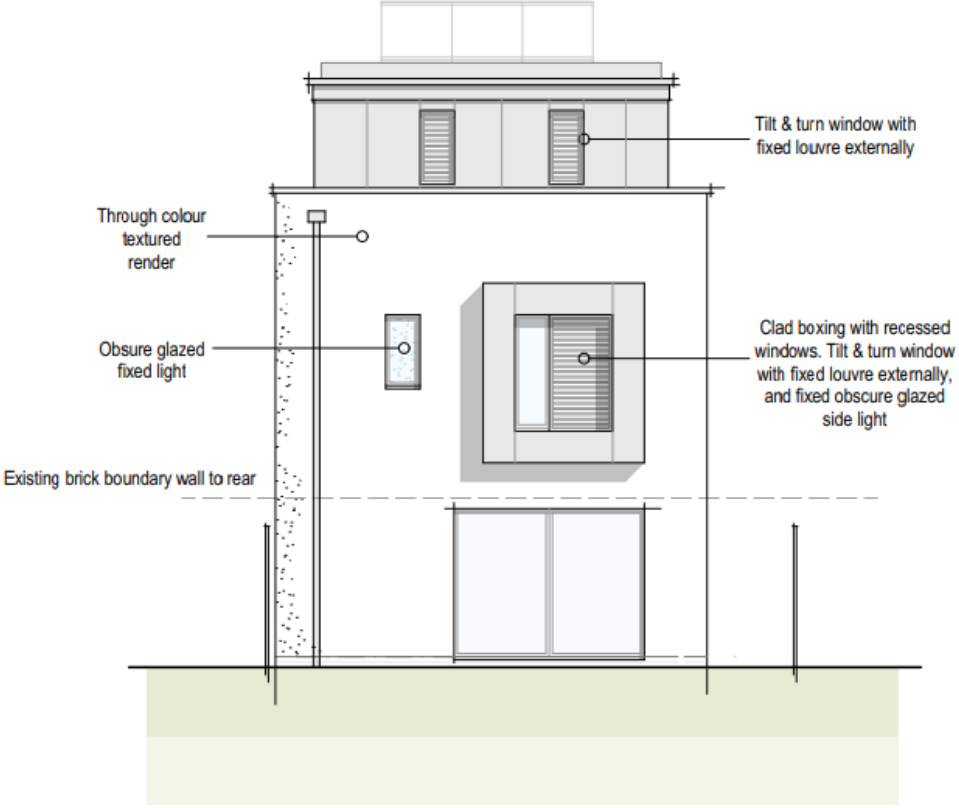 Tilt & turn window with
fixed louvre externally
Through colour
textured
render
Obsure glazed
fixed light
Clad boxing with recessed
windows. Tilt & turn window
with fixed louvre externally,
and fixed obscure glazed
side light
Existing brick boundary wall to rear